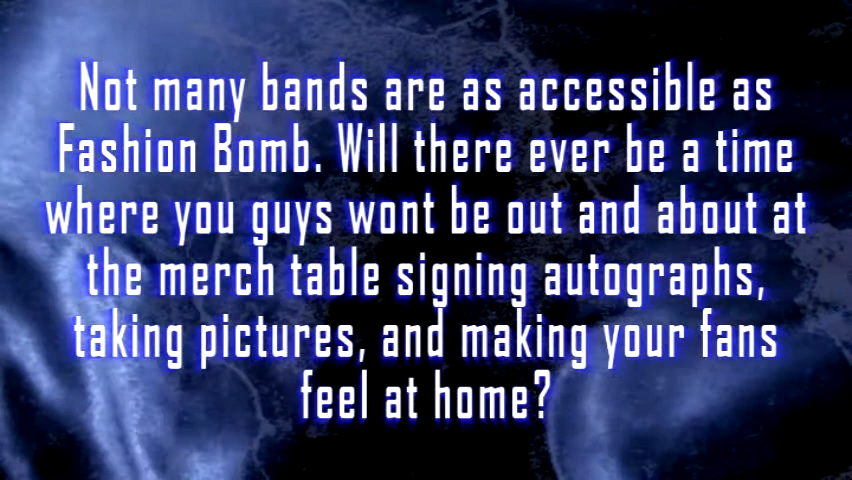 Not many bands are as accessible as
Fashion Bomb. Will there ever be a time
where you guys wont be out and about at
the merch table signing autographs,
taking pictures, and making your fans
feel at home?